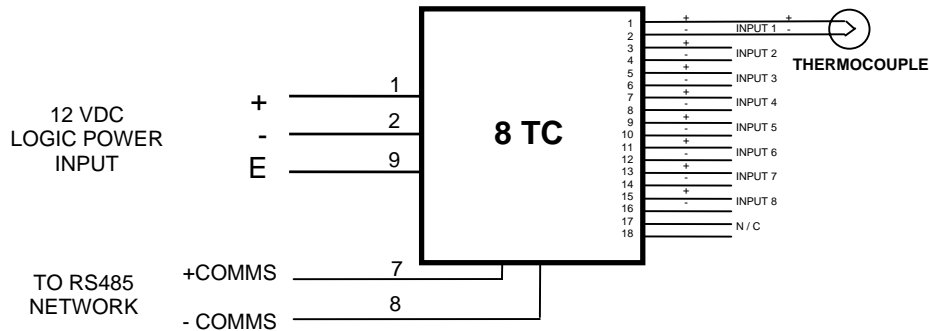 12 VDC
LOGIC POWER
INPUT
+ 1
- 2
E 9
8 TC
1 + +
2 - INPUT 1 -
THERMOCOUPLE
3 +
4 - INPUT 2
5 +
6 - INPUT 3
7 +
8 - INPUT 4
9 +
10 - INPUT 5
11 +
12 - INPUT 6
13 +
14 - INPUT 7
15 +
16 - INPUT 8
17
18 N / C
TO RS485
NETWORK
+COMMS 7
- COMMS 8